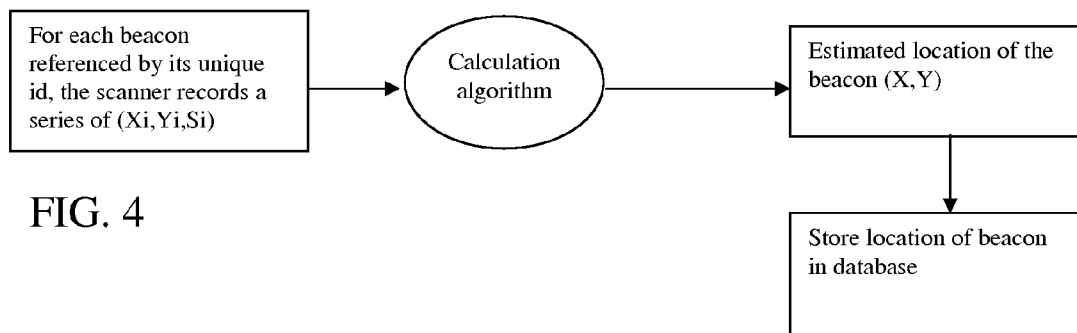 For each beacon
referenced by its unique
id, the scanner records a
series of (Xi,Yi,Si)
Calculation
algorithm
Estimated location of the
beacon (X,Y)
Store location of beacon
in database
FIG. 4